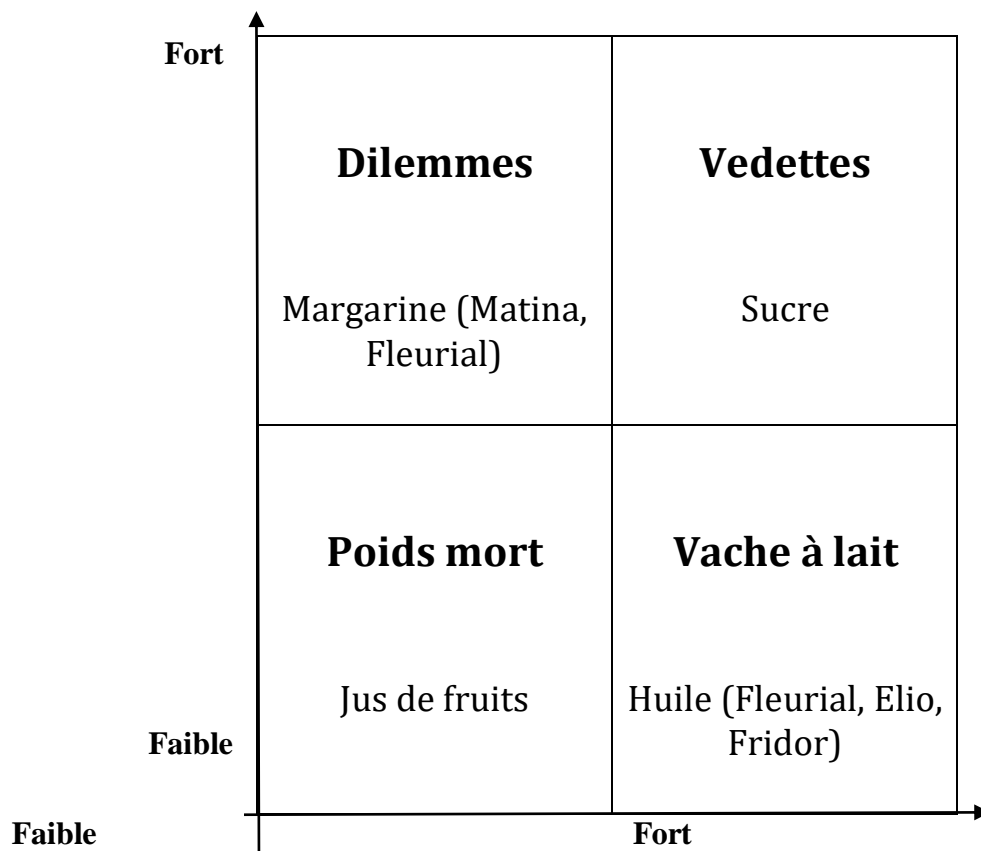 Fort
Dilemmes
Vedettes
Margarine (Matina,
Fleurial)
Sucre
Poids mort
Vache à lait
Jus de fruits
Huile (Fleurial, Elio,
Fridor)
Faible
Faible
Fort